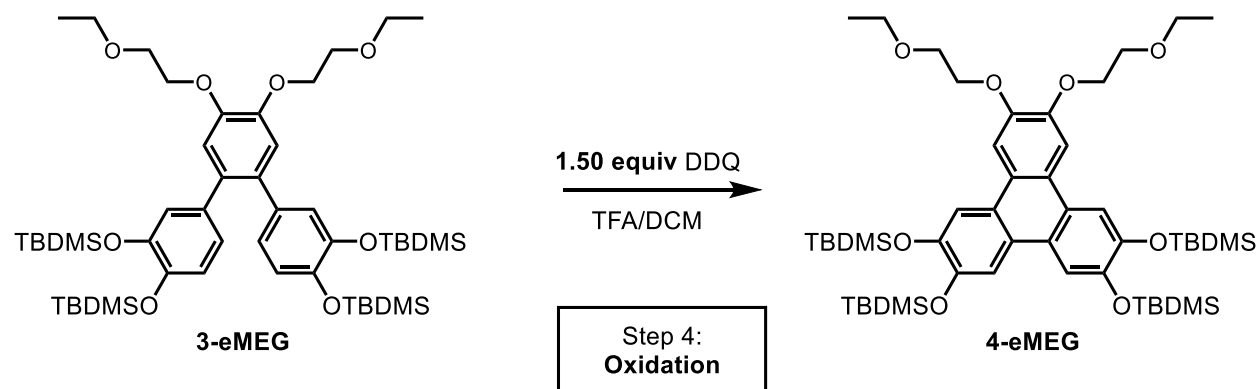 O O
O O
O O
O O
1.50 equiv DDQ
TFA/DCM
TBDMSO OTBDMS
TBDMSO OTBDMS
TBDMSO OTBDMS
TBDMSO OTBDMS
3-eMEG
Step 4:
Oxidation
4-eMEG